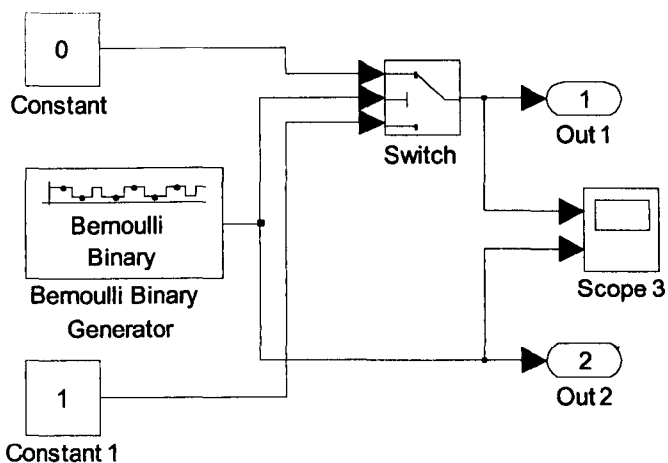 0
Constant
Switch
1
Out 1
Bernoulli
Binary
Bernoulli Binary
Generator
Scope 3
1
Constant 1
2
Out 2